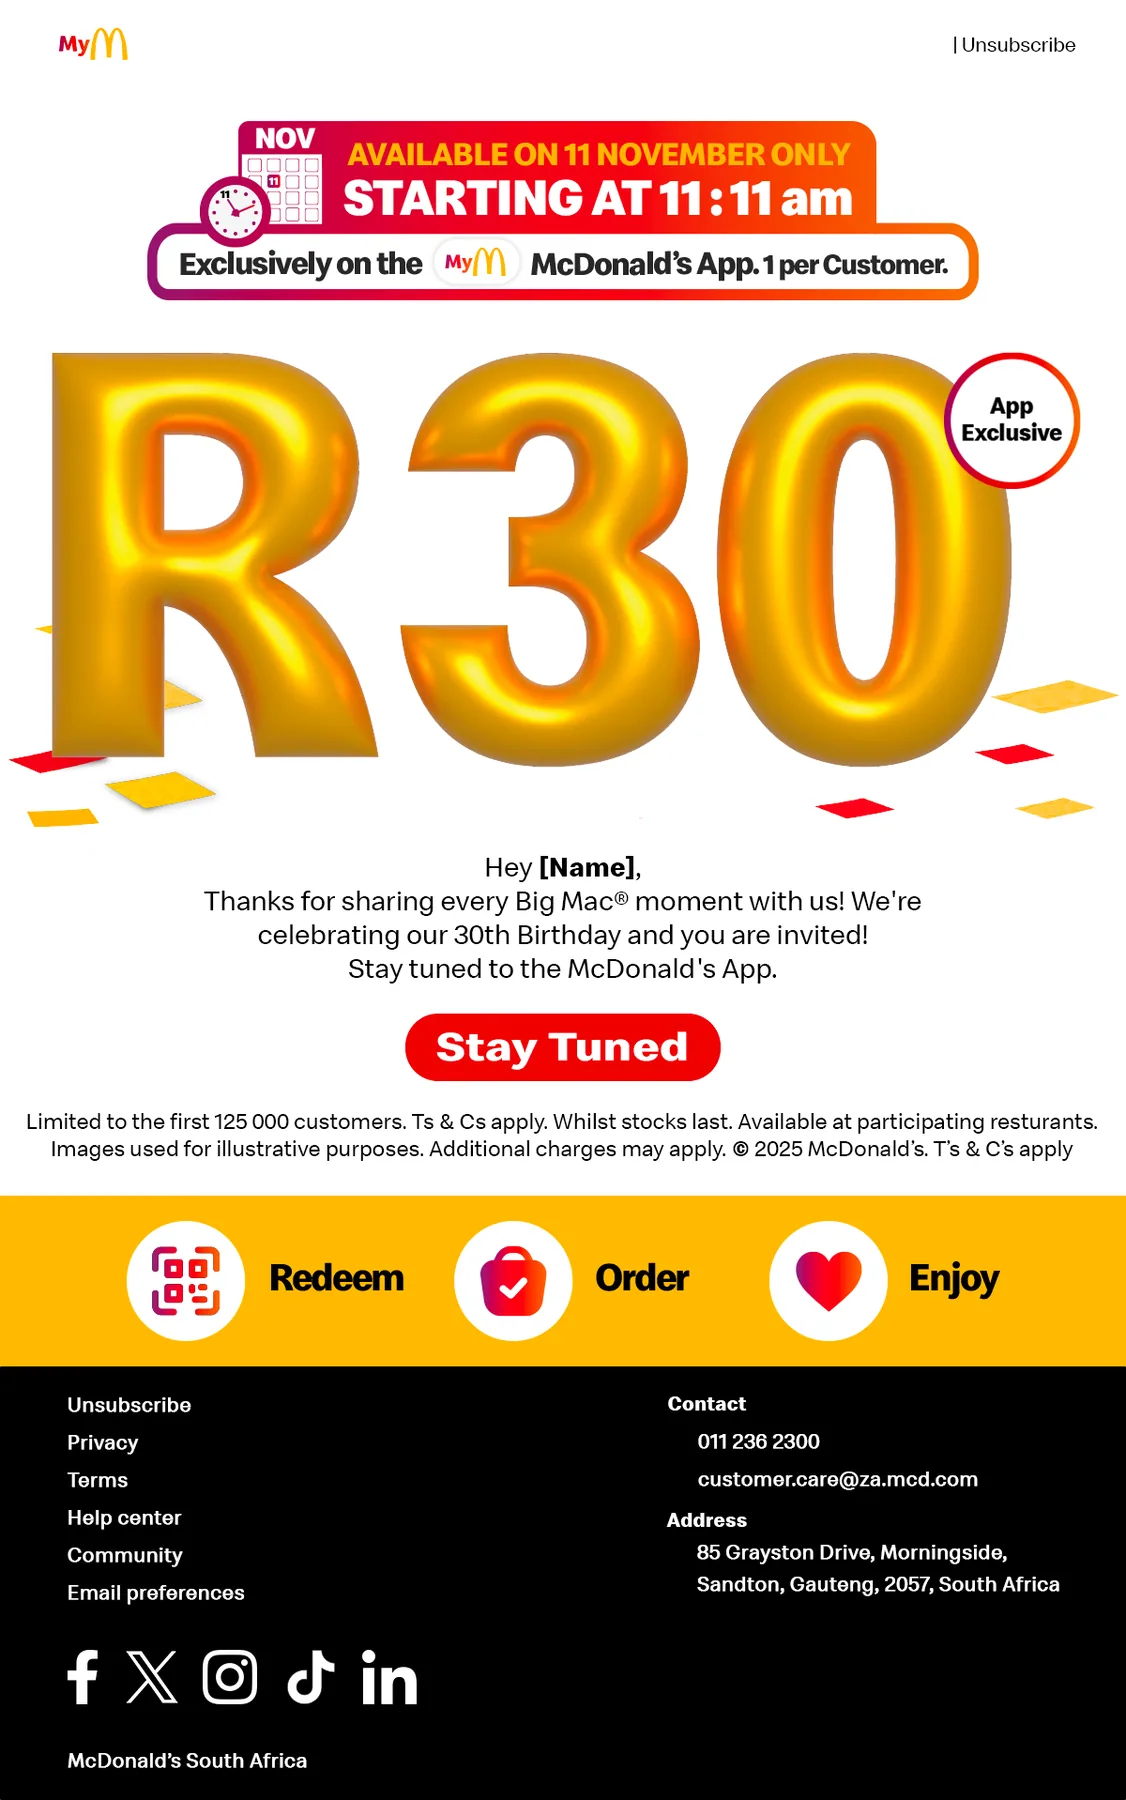 My
| Unsubscribe
NOV
11
11
AVAILABLE ON 11 NOVEMBER ONLY
STARTING AT 11:11 am
Exclusively on the My McDonald's App. 1 per Customer.
R30
App
Exclusive
Hey [Name],
Thanks for sharing every Big Mac® moment with us! We're
celebrating our 30th Birthday and you are invited!
Stay tuned to the McDonald's App.
Stay Tuned
Limited to the first 125 000 customers. Ts & Cs apply. Whilst stocks last. Available at participating resturants.
Images used for illustrative purposes. Additional charges may apply. © 2025 McDonald's. T's & C's apply
Redeem
Order
Enjoy
Unsubscribe
Privacy
Terms
Help center
Community
Email preferences
Contact
011 236 2300
customer.care@za.mcd.com
Address
85 Grayston Drive, Morningside,
Sandton, Gauteng, 2057, South Africa
McDonald's South Africa